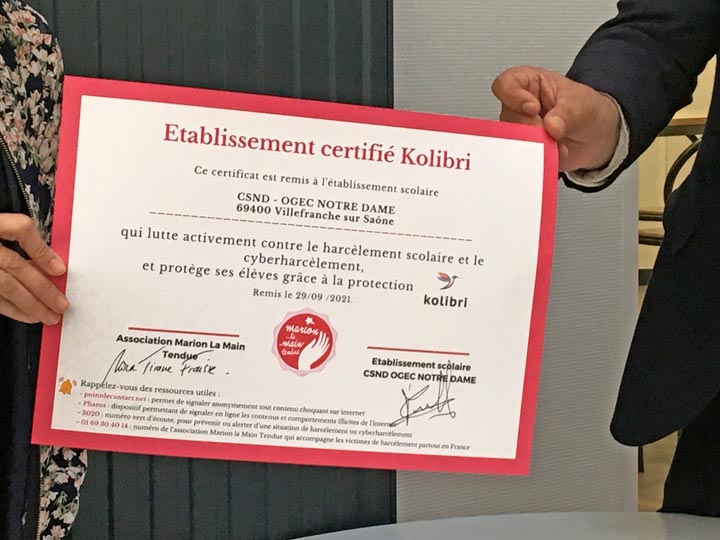 Etablissement certifié Kolibri
Ce certificat est remis à l'établissement scolaire
CSND - OGEC NOTRE DAME
69400 Villefranche sur Saône
qui lutte activement contre le harcèlement scolaire et le
cyberharcèlement,
et protège ses élèves grâce à la protection
kolibri
Remis le 29/09 /2021.
marion
la
main
tendue
Association Marion La Main
Tendue
Etablissement scolaire
CSND OGEC NOTRE DAME
Rappelez-vous des ressources utiles :
- pointdecontact.net : permet de signaler anonymement tout contenu choquant sur internet
- Pharos : dispositif permettant de signaler en ligne les contenus et comportements illicites de l'internet
- 3020 : numéro vert d'écoute, pour prévenir ou alerter d'une situation de harcèlement ou cyberharcèlement
- 01 69 30 40 14 : numéro de l'association Marion la Main Tendue qui accompagne les victimes de harcèlement partout en France